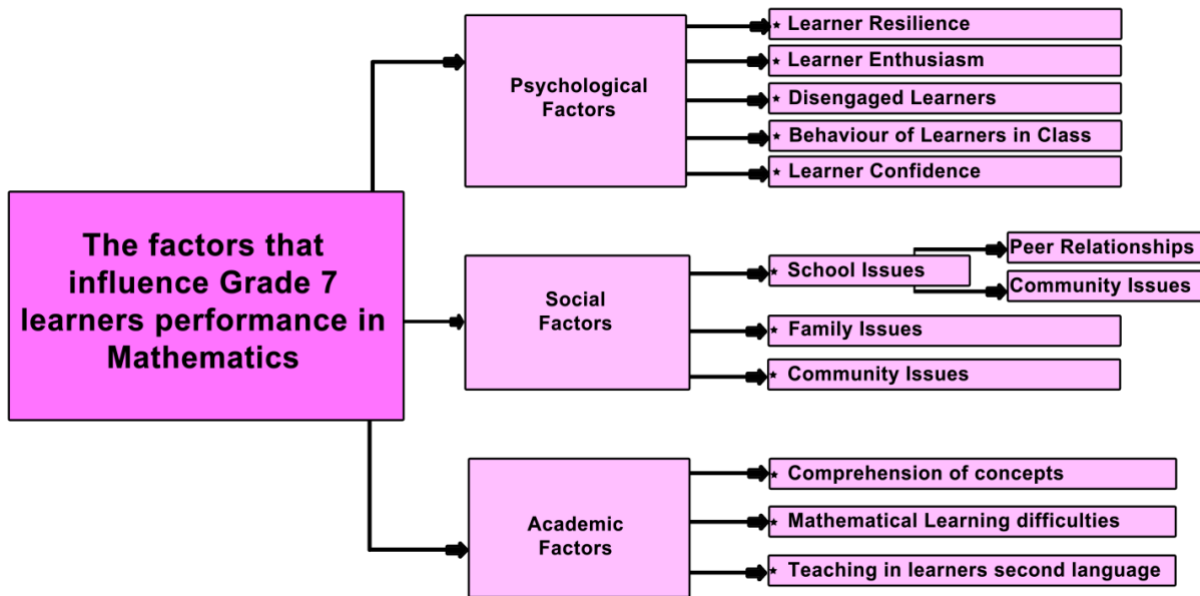 The factors that
influence Grade 7
learners performance in
Mathematics
Psychological
Factors
* Learner Resilience
* Learner Enthusiasm
* Disengaged Learners
* Behaviour of Learners in Class
* Learner Confidence
Social
Factors
* School Issues
Peer Relationships
Community Issues
* Family Issues
* Community Issues
Academic
Factors
* Comprehension of concepts
* Mathematical Learning difficulties
* Teaching in learners second language